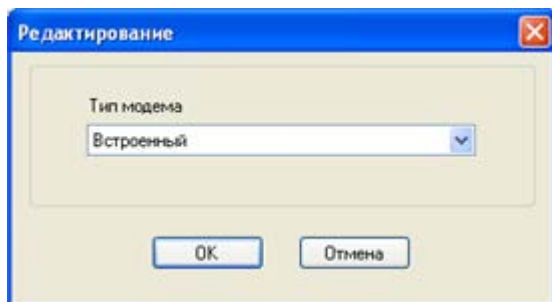 Редактирование
Тип модема
Встроенный
OK
Отмена